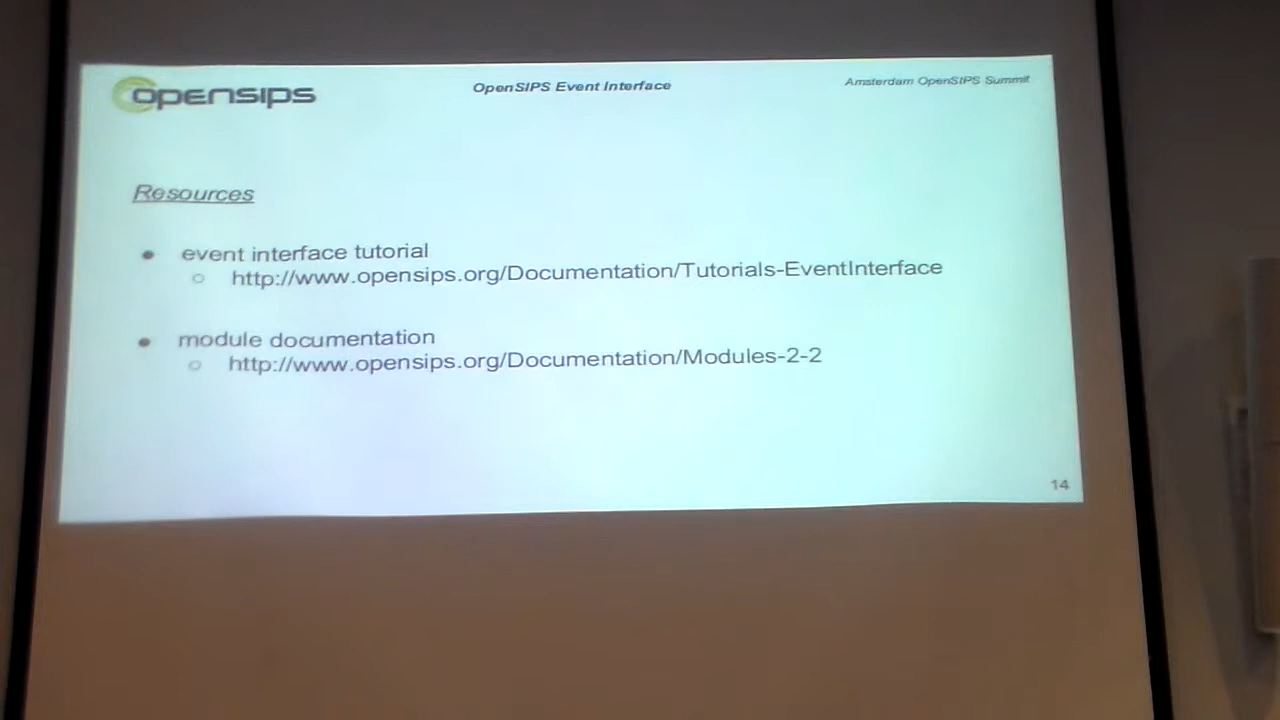 opensips
OpenSIPS Event Interface
Amsterdam OpenSIPS Summit
Resources
● event interface tutorial
○ http://www.opensips.org/Documentation/Tutorials-EventInterface
● module documentation
○ http://www.opensips.org/Documentation/Modules-2-2
14